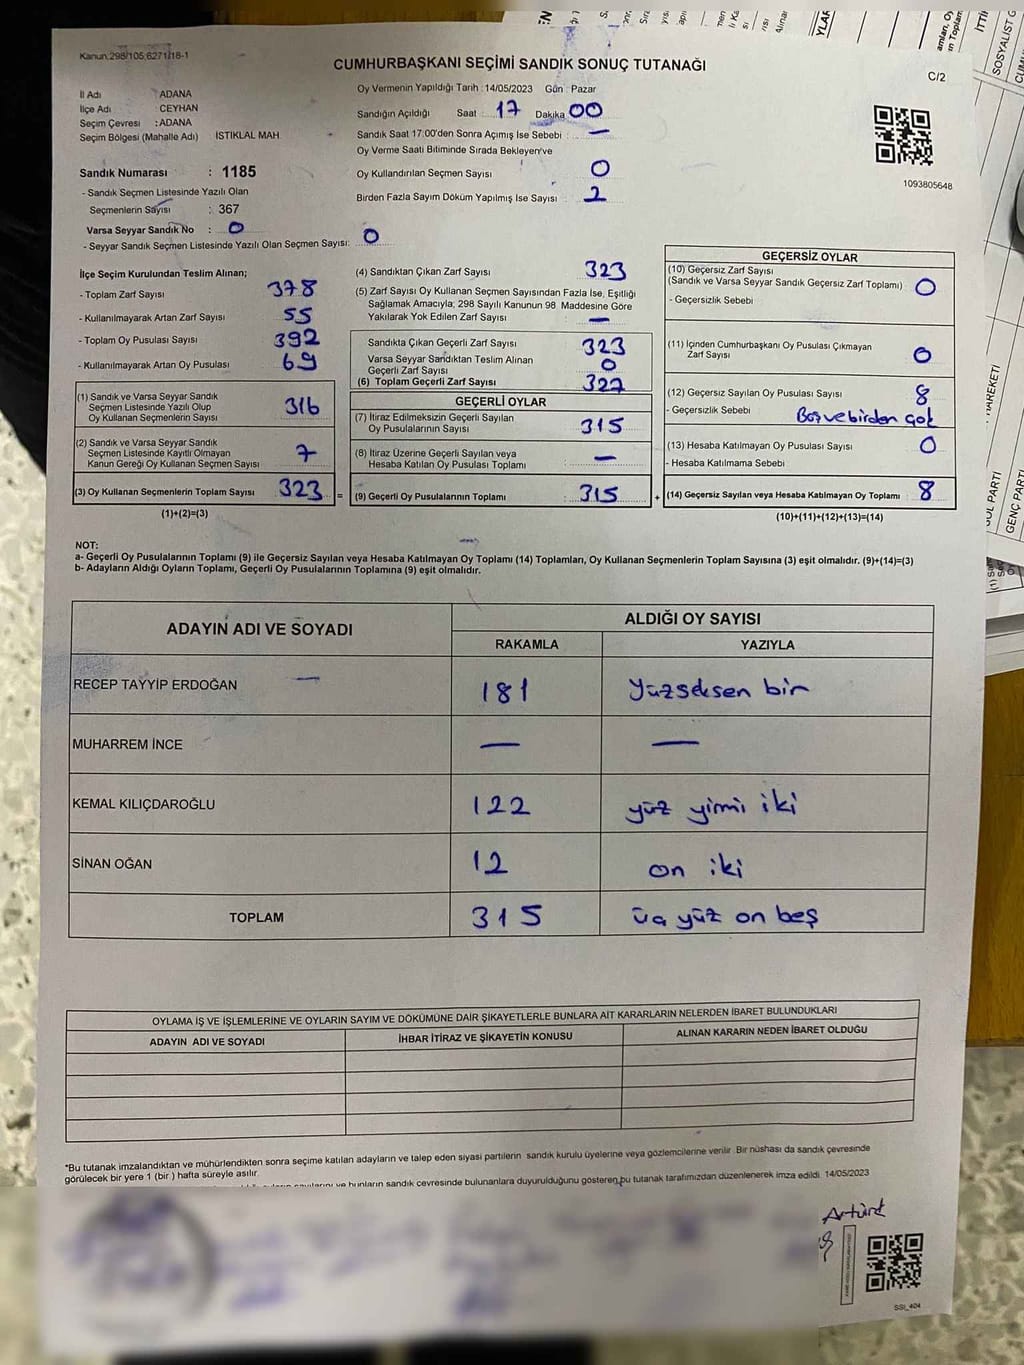 Kanun:298/105,6271/18-1
CUMHURBAŞKANI SEÇİMİ SANDIK SONUÇ TUTANAĞI
C/2
İl Adı : ADANA
İlçe Adı : CEYHAN
Seçim Çevresi : ADANA
Seçim Bölgesi (Mahalle Adı) İSTİKLAL MAH
Sandık Numarası : 1185
- Sandık Seçmen Listesinde Yazılı Olan
Seçmenlerin Sayısı : 367
Varsa Seyyar Sandık No : 0
- Seyyar Sandık Seçmen Listesinde Yazılı Olan Seçmen Sayısı: 0
Oy Vermenin Yapıldığı Tarih : 14/05/2023 Gün : Pazar
Sandığın Açıldığı Saat 17 Dakika 00
Sandık Saat 17:00'den Sonra Açımış İse Sebebi : —
Oy Verme Saati Bitiminde Sırada Bekleyen've
Oy Kullandırılan Seçmen Sayısı 0
Birden Fazla Sayım Döküm Yapılmış İse Sayısı : 2
1093805648
İlçe Seçim Kurulundan Teslim Alınan;
- Toplam Zarf Sayısı 378
- Kullanılmayarak Artan Zarf Sayısı 55
- Toplam Oy Pusulası Sayısı 392
- Kullanılmayarak Artan Oy Pusulası 69
(1) Sandık ve Varsa Seyyar Sandık
Seçmen Listesinde Yazılı Olup
Oy Kullanan Seçmenlerin Sayısı 316
(2) Sandık ve Varsa Seyyar Sandık
Seçmen Listesinde Kayıtlı Olmayan
Kanun Gereği Oy Kullanan Seçmen Sayısı 7
(3) Oy Kullanan Seçmenlerin Toplam Sayısı 323 =
(1)+(2)=(3)
(4) Sandıktan Çıkan Zarf Sayısı 323
(5) Zarf Sayısı Oy Kullanan Seçmen Sayısından Fazla İse, Eşitliği
Sağlamak Amacıyla; 298 Sayılı Kanunun 98. Maddesine Göre
Yakılarak Yok Edilen Zarf Sayısı : —
Sandıkta Çıkan Geçerli Zarf Sayısı 323
Varsa Seyyar Sandıktan Teslim Alınan
Geçerli Zarf Sayısı 0
(6) Toplam Geçerli Zarf Sayısı 323
GEÇERLİ OYLAR
(7) İtiraz Edilmeksizin Geçerli Sayılan
Oy Pusulalarının Sayısı : 315
(8) İtiraz Üzerine Geçerli Sayılan veya
Hesaba Katılan Oy Pusulası Toplamı : —
(9) Geçerli Oy Pusulalarının Toplamı : 315 +
GEÇERSİZ OYLAR
(10) Geçersiz Zarf Sayısı
(Sandık ve Varsa Seyyar Sandık Geçersiz Zarf Toplamı) : 0
- Geçersizlik Sebebi
(11) İçinden Cumhurbaşkanı Oy Pusulası Çıkmayan
Zarf Sayısı 0
(12) Geçersiz Sayılan Oy Pusulası Sayısı 8
- Geçersizlik Sebebi Boş ve birden çok
(13) Hesaba Katılmayan Oy Pusulası Sayısı 0
- Hesaba Katılmama Sebebi
(14) Geçersiz Sayılan veya Hesaba Katılmayan Oy Toplamı : 8
(10)+(11)+(12)+(13)=(14)
NOT:
a- Geçerli Oy Pusulalarının Toplamı (9) ile Geçersiz Sayılan veya Hesaba Katılmayan Oy Toplamı (14) Toplamları, Oy Kullanan Seçmenlerin Toplam Sayısına (3) eşit olmalıdır. (9)+(14)=(3)
b- Adayların Aldığı Oyların Toplamı, Geçerli Oy Pusulalarının Toplamına (9) eşit olmalıdır.
ADAYIN ADI VE SOYADI
ALDIĞI OY SAYISI
RAKAMLA YAZIYLA
RECEP TAYYİP ERDOĞAN — 181 Yüzseksen bir
MUHARREM İNCE — —
KEMAL KILIÇDAROĞLU 122 yüz yirmi iki
SİNAN OĞAN 12 on iki
TOPLAM 315 üç yüz on beş
OYLAMA İŞ VE İŞLEMLERİNE VE OYLARIN SAYIM VE DÖKÜMÜNE DAİR ŞİKAYETLERLE BUNLARA AİT KARARLARIN NELERDEN İBARET BULUNDUKLARI
ADAYIN ADI VE SOYADI İHBAR İTİRAZ VE ŞİKAYETİN KONUSU ALINAN KARARIN NEDEN İBARET OLDUĞU
*Bu tutanak imzalandıktan ve mühürlendikten sonra seçime katılan adayların ve talep eden siyasi partilerin sandık kurulu üyelerine veya gözlemcilerine verilir. Bir nüshası da sandık çevresinde
görülecek bir yere 1 (bir ) hafta süreyle asılır.
ve bunların sandık çevresinde bulunanlara duyurulduğunu gösteren bu tutanak tarafımızdan düzenlenerek imza edildi. 14/05/2023
SSI_404
HAREKETİ
SOL PARTİ
GENÇ PARTİ
SOSYALİST G